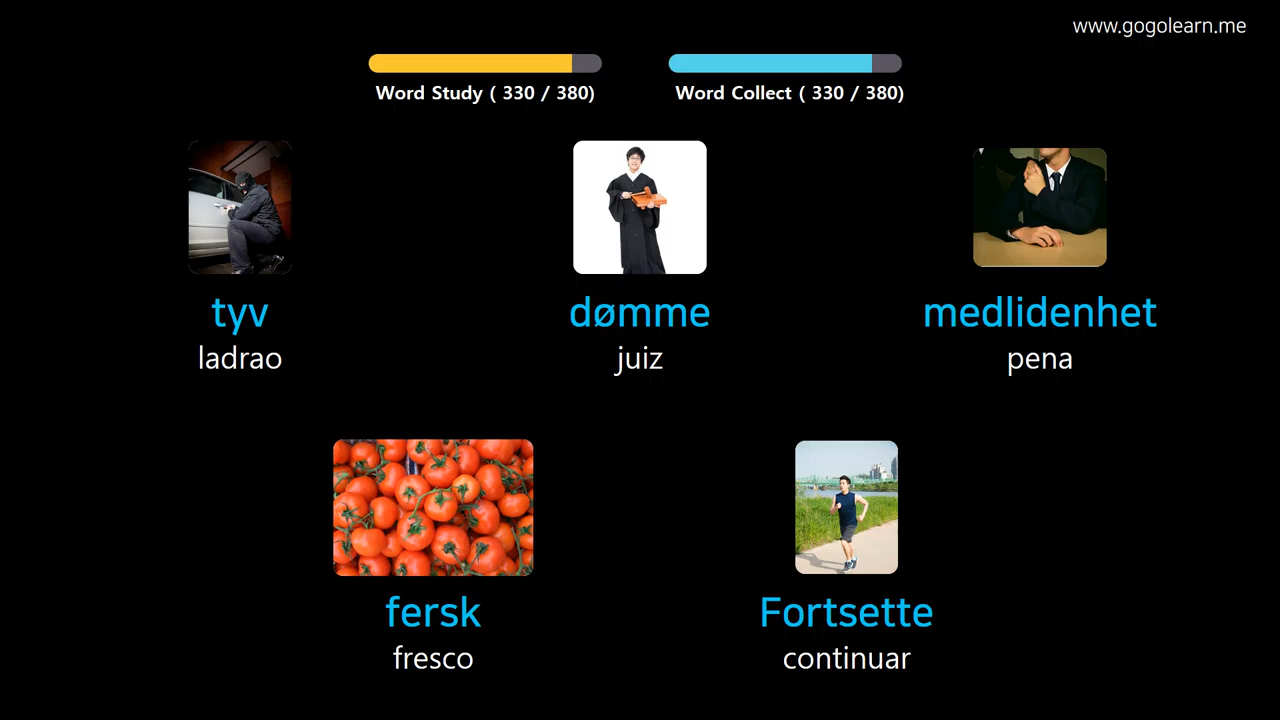 www.gogolearn.me
Word Study ( 330 / 380)
Word Collect ( 330 / 380)
tyv
ladrao
dømme
juiz
medlidenhet
pena
fersk
fresco
Fortsette
continuar